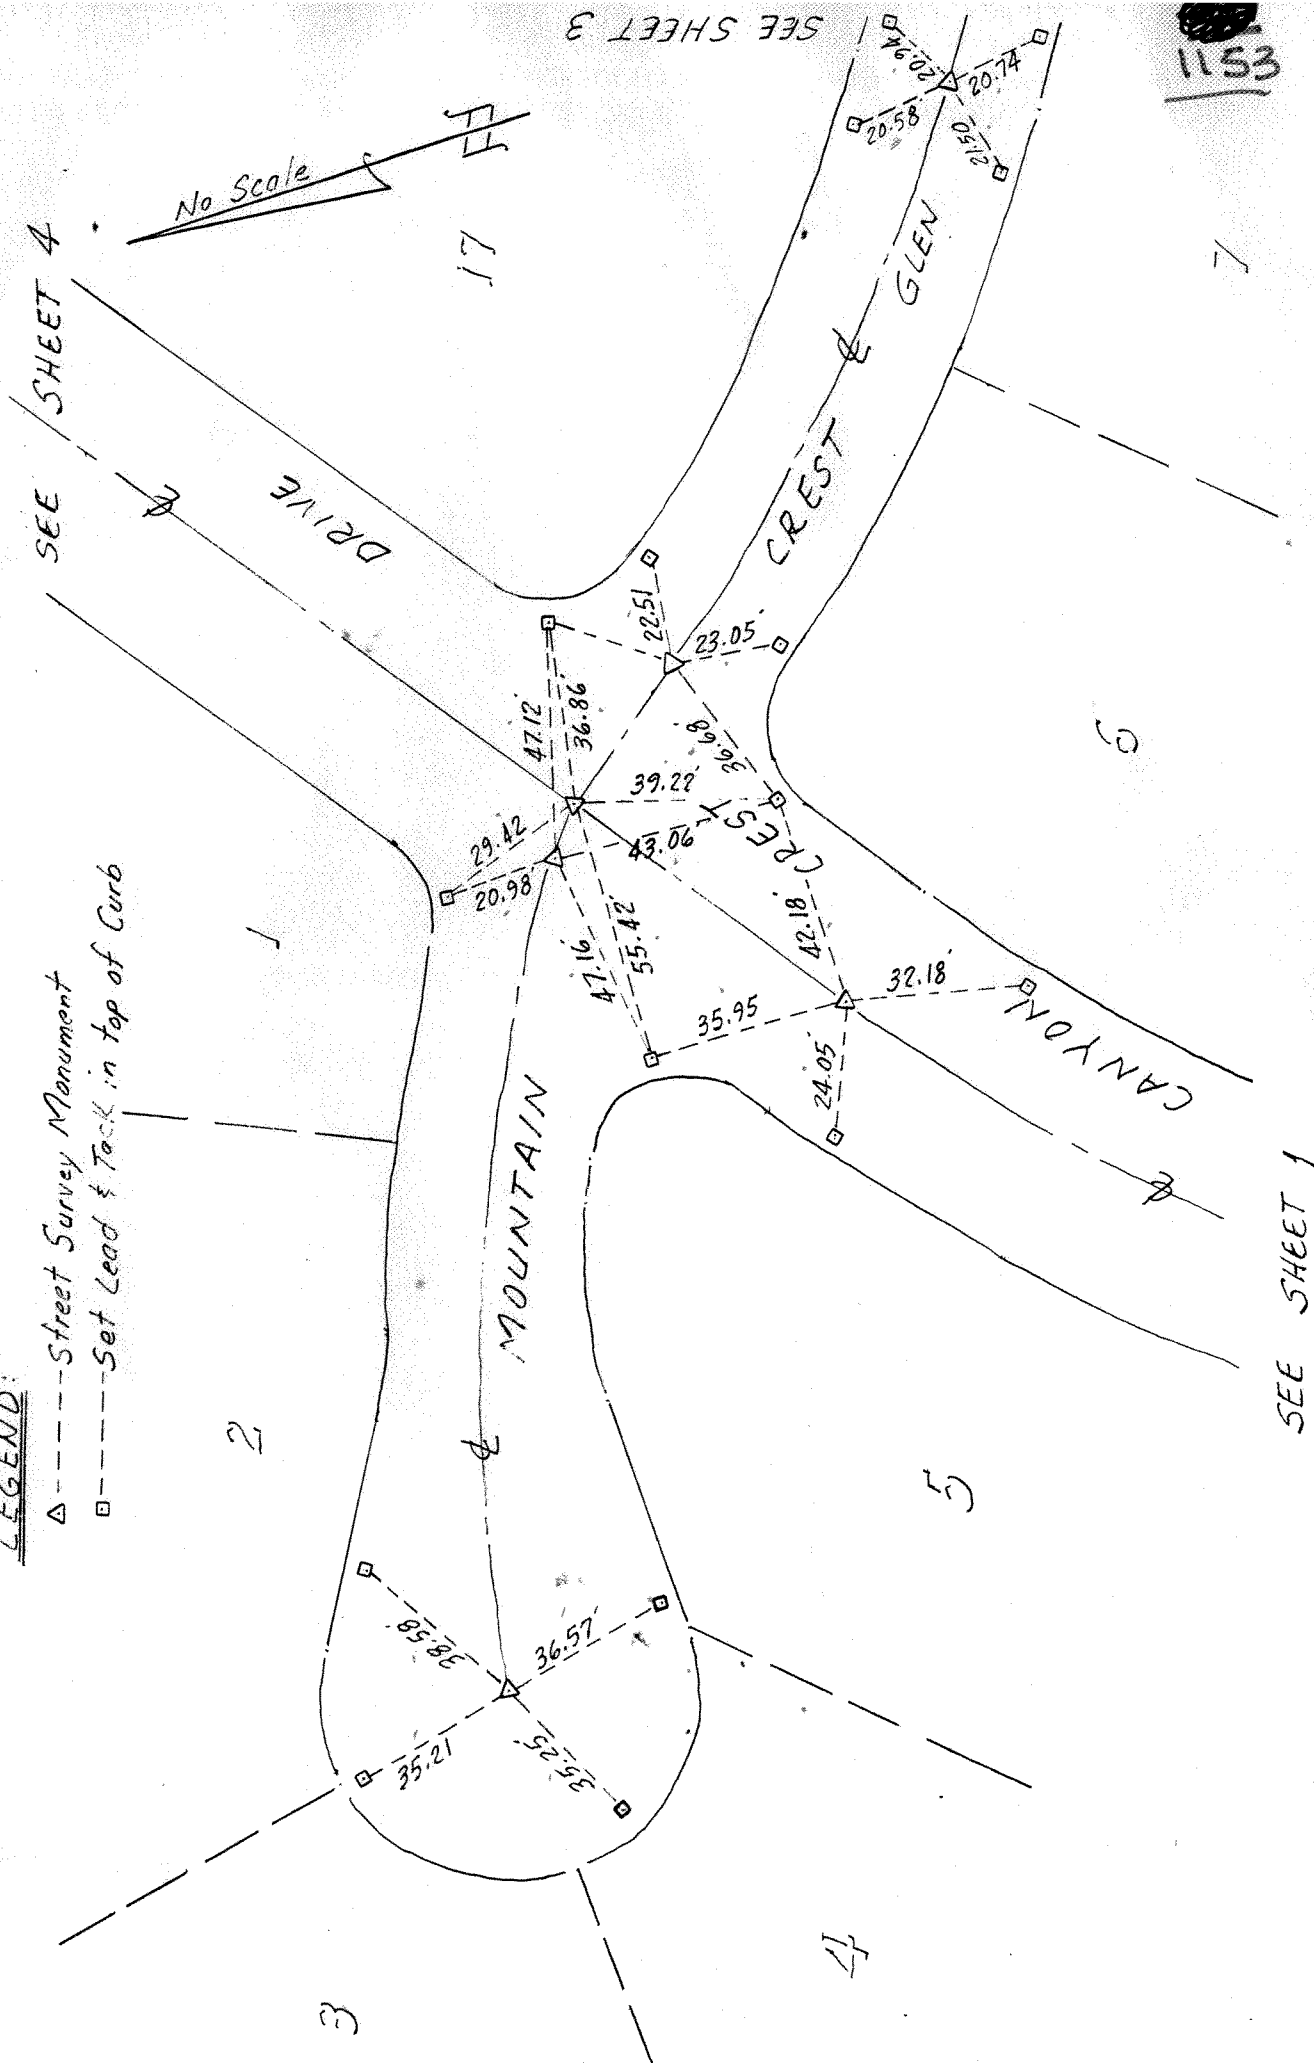 1153
SEE SHEET 3
SEE SHEET 4
No Scale
17
LEGEND:
△-----Street Survey Monument
□-----Set Lead & Tack in top of Curb
DRIVE
CREST GLEN
7
20.94
20.58
20.74
21.50
1
2
3
4
5
6
MOUNTAIN
CREST
CANYON
22.51
23.05'
47.12'
36.86'
36.68'
39.22'
43.06'
29.42
20.98'
47.16
55.42
42.18'
35.95
32.18'
24.05
38.58'
36.57'
35.21
35.25'
SEE SHEET 1